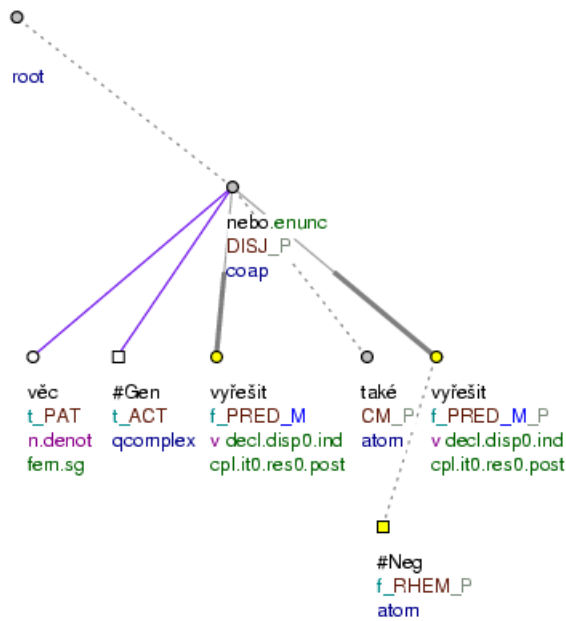 root
nebo.enunc
DISJ_P
coap
věc
t_PAT
n.denot
fem.sg
#Gen
t_ACT
qcomplex
vyřešit
f_PRED_M
v decl.disp0.ind
cpl.it0.res0.post
také
CM_P
atom
vyřešit
f_PRED_M_P
v decl.disp0.ind
cpl.it0.res0.post
#Neg
f_RHEM_P
atom